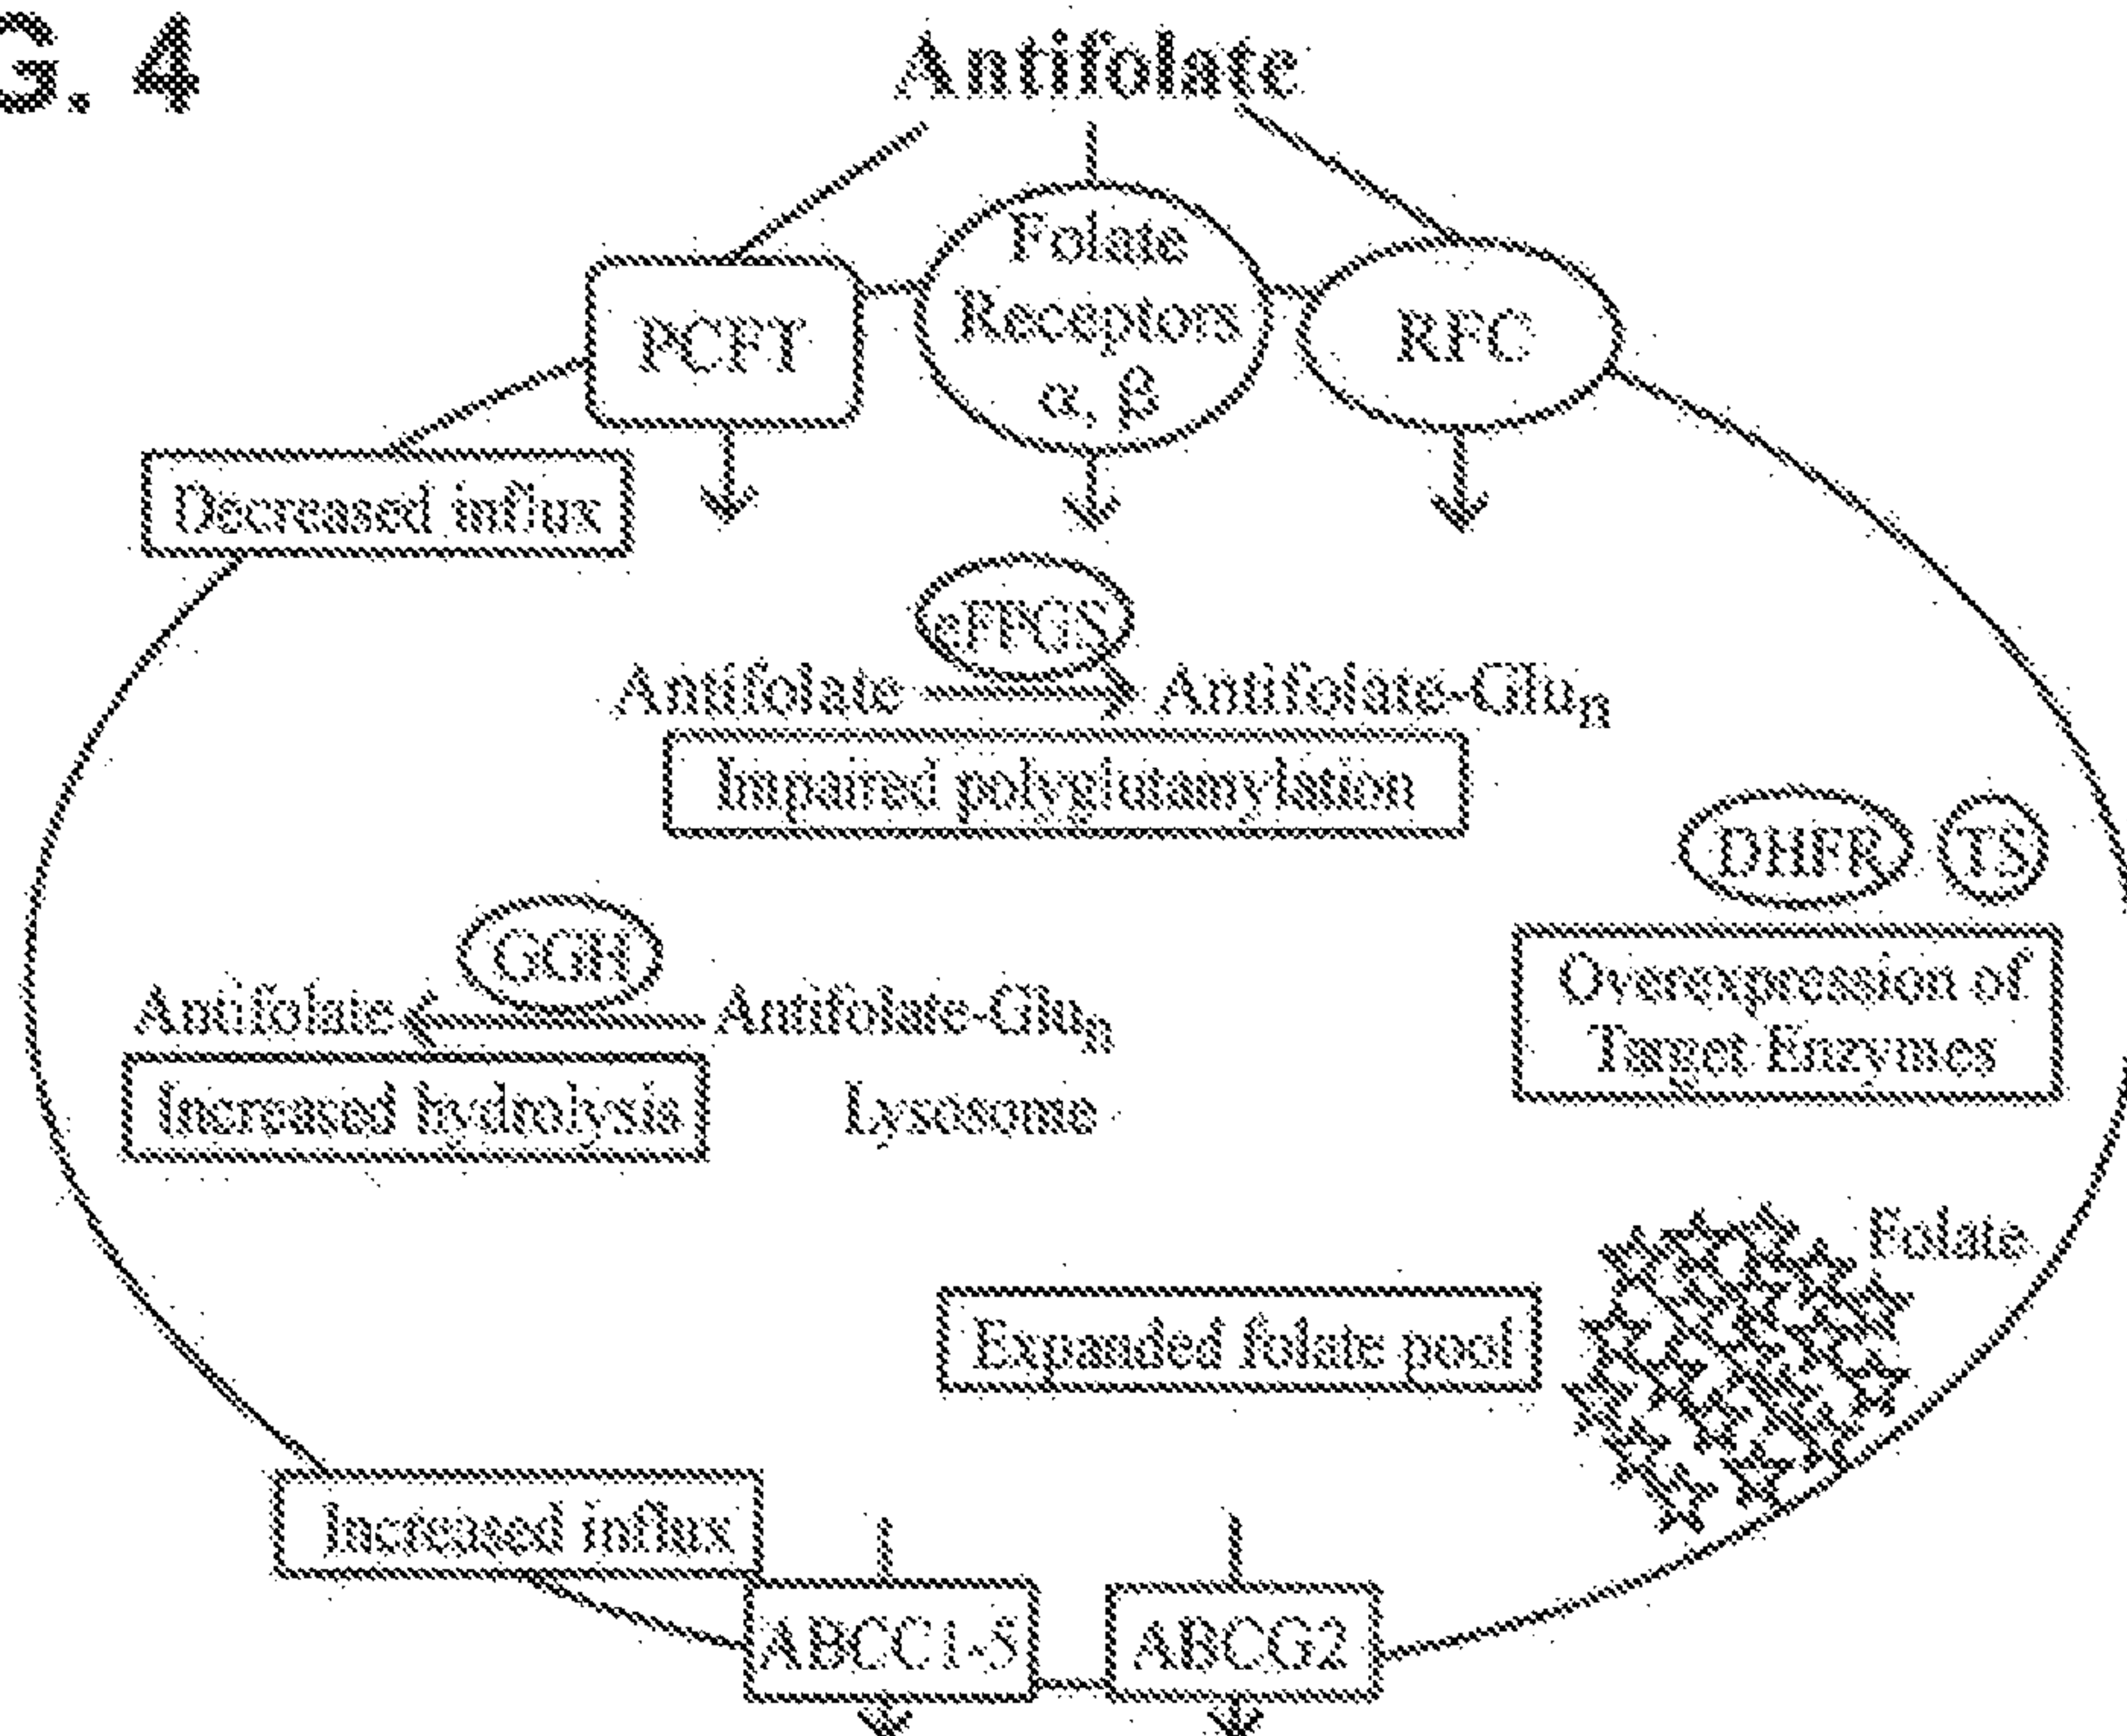 G. 4
Antifolate
PCFT
Folate
Receptors
α, β
RFC
Decreased influx
cFPGS
Antifolate
Antifolate-Glun
Impaired polyglutamylation
DHFR
TS
GGH
Antifolate
Antifolate-Glun
Overexpression of
Target Enzymes
Increased hydrolysis
Lysosome
Folate
Expanded folate pool
Increased influx
ABCC1-5
ABCG2